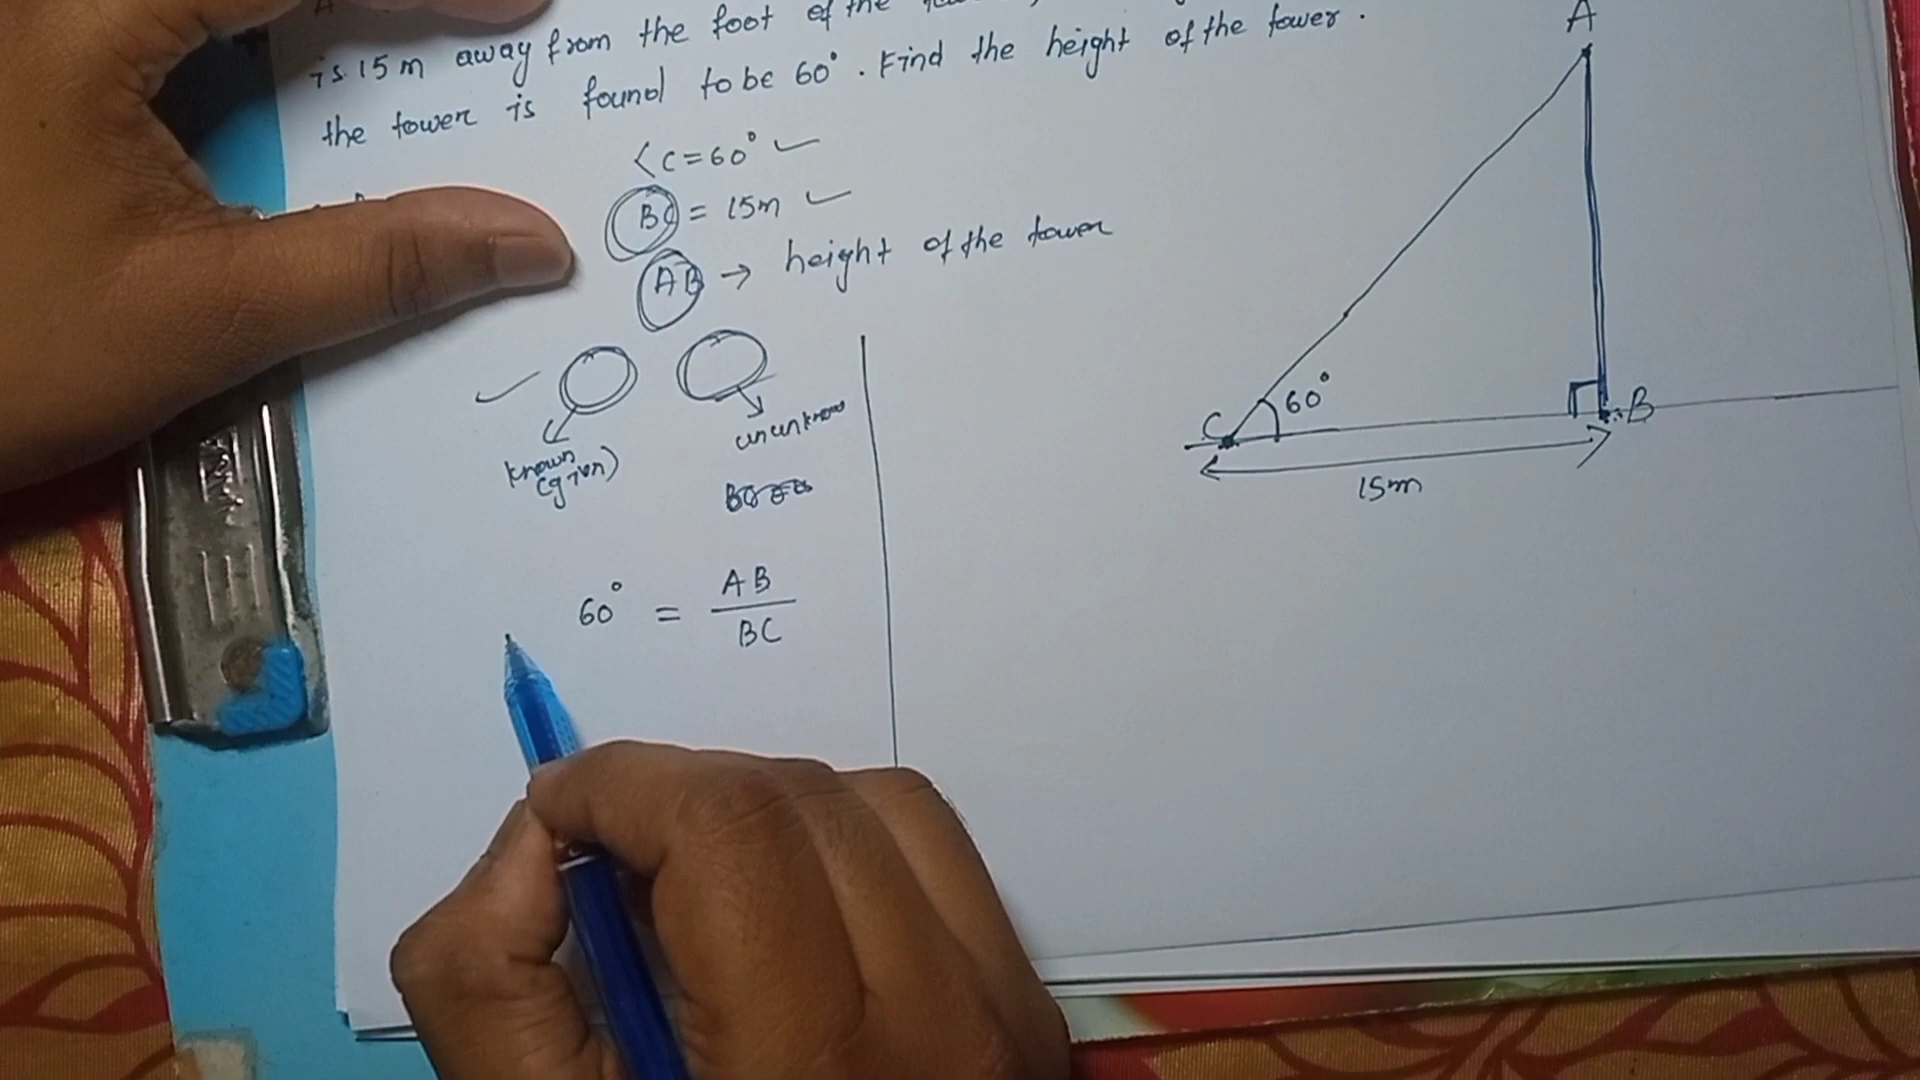 is 15 m away from the foot of the
the tower is found to be 60°. Find the height of the tower.
<C = 60°
BC = 15m
AB → height of the tower
known
(given)
ununknow
60° = AB
BC
A
60°
C
B
15m